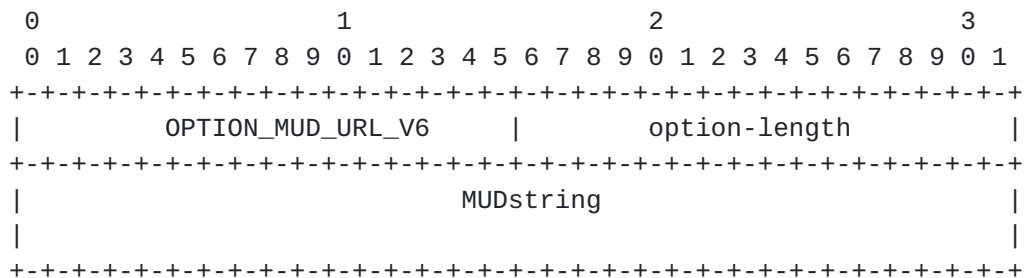 0                   1                   2                   3
 0 1 2 3 4 5 6 7 8 9 0 1 2 3 4 5 6 7 8 9 0 1 2 3 4 5 6 7 8 9 0 1
+-+-+-+-+-+-+-+-+-+-+-+-+-+-+-+-+-+-+-+-+-+-+-+-+-+-+-+-+-+-+-+-+
|         OPTION_MUD_URL_V6     |        option-length          |
+-+-+-+-+-+-+-+-+-+-+-+-+-+-+-+-+-+-+-+-+-+-+-+-+-+-+-+-+-+-+-+-+
|                            MUDstring                          |
|                                                               |
+-+-+-+-+-+-+-+-+-+-+-+-+-+-+-+-+-+-+-+-+-+-+-+-+-+-+-+-+-+-+-+-+